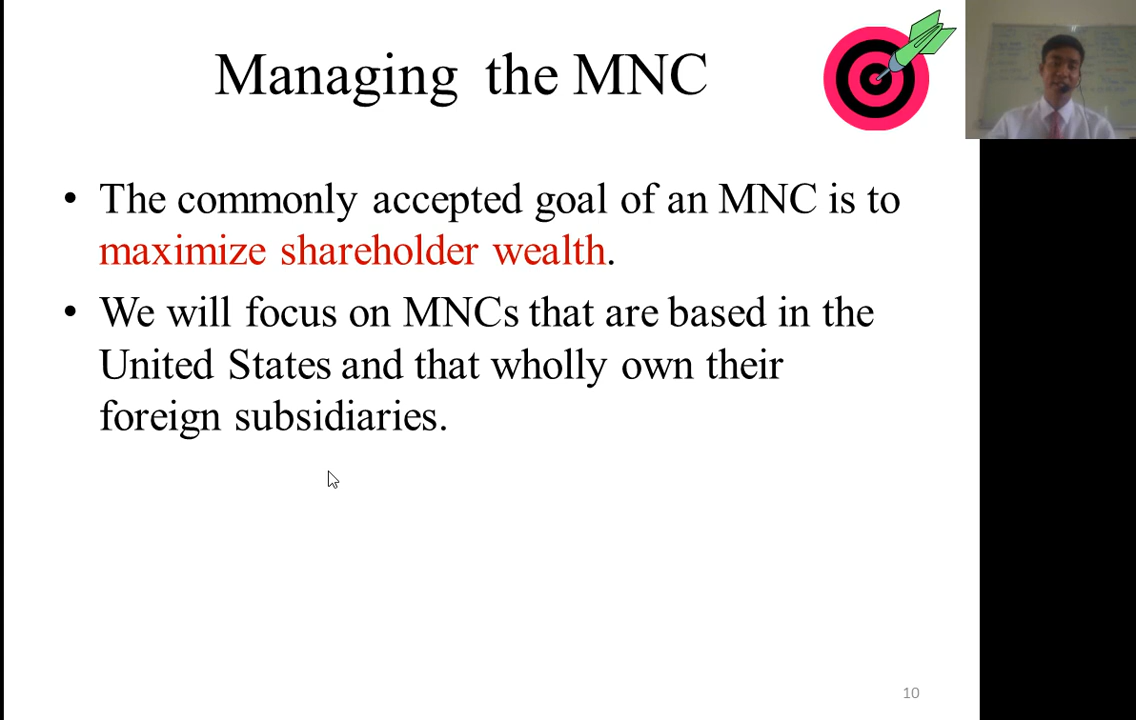 Managing the MNC
• The commonly accepted goal of an MNC is to
maximize shareholder wealth.
• We will focus on MNCs that are based in the
United States and that wholly own their
foreign subsidiaries.
10